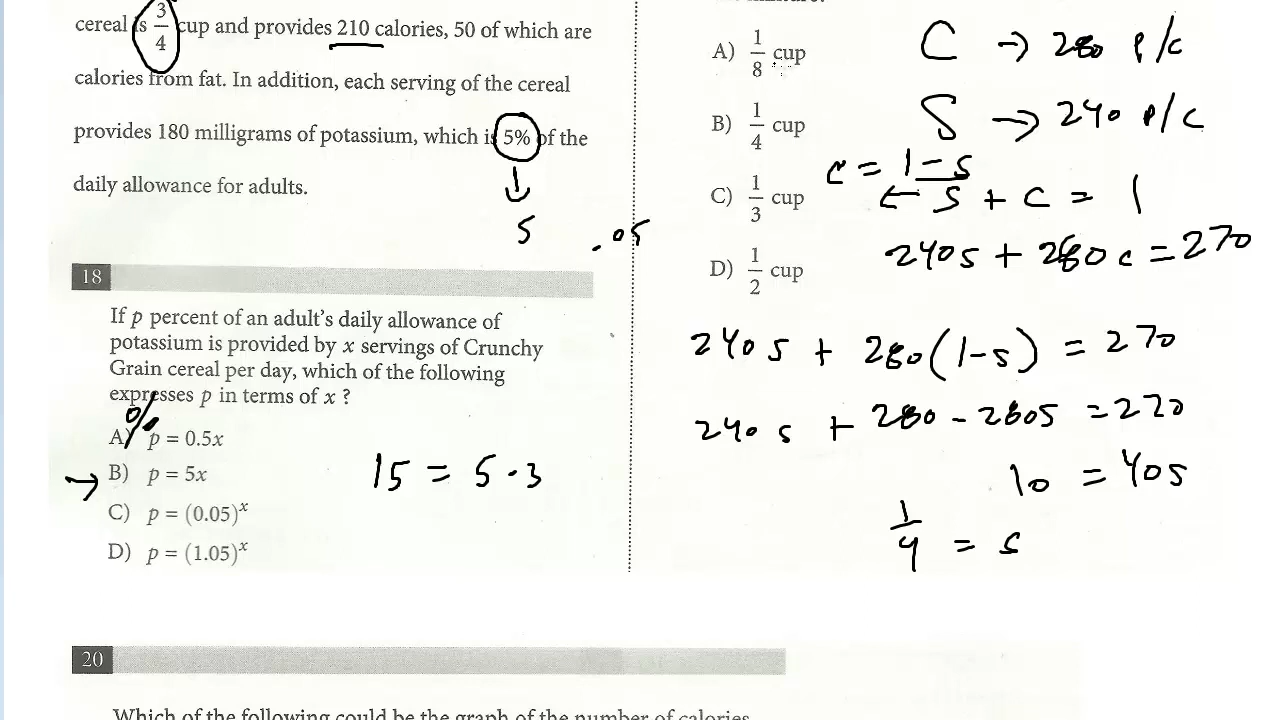 cereal is 3/4 cup and provides 210 calories, 50 of which are
calories from fat. In addition, each serving of the cereal
provides 180 milligrams of potassium, which is 5% of the
daily allowance for adults.
5 .05
18
If p percent of an adult's daily allowance of
potassium is provided by x servings of Crunchy
Grain cereal per day, which of the following
expresses p in terms of x ?
%
A) p = 0.5x
B) p = 5x
C) p = (0.05)^x
D) p = (1.05)^x
→
15 = 5 · 3
A) 1/8 cup
B) 1/4 cup
C) 1/3 cup
D) 1/2 cup
C → 280 P/C
S → 240 P/C
c = 1 - s
s + c = 1
240s + 280c = 270
240s + 280(1-s) = 270
240s + 280 - 280s = 270
10 = 40s
1/4 = s
20
Which of the following could be the graph of the number of calories